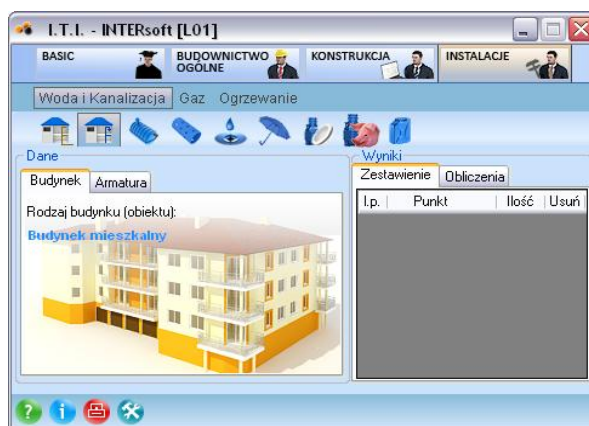 I.T.I. - INTERsoft [L01]
BASIC
BUDOWNICTWO
OGÓLNE
KONSTRUKCJA
INSTALACJE
Woda i Kanalizacja Gaz Ogrzewanie
Dane
Wyniki
Budynek Armatura
Zestawienie Obliczenia
Rodzaj budynku (obiektu):
Budynek mieszkalny
l.p. Punkt Ilość Usuń